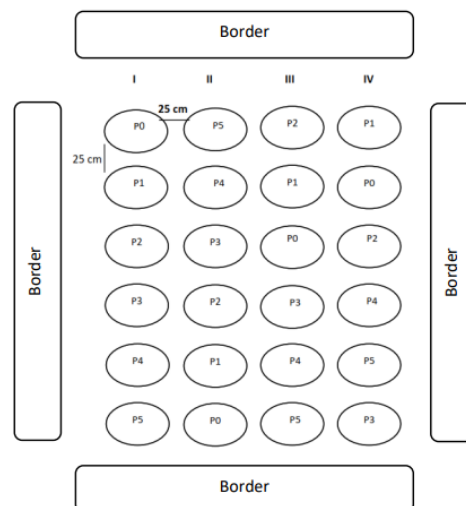 Border
I II III IV
25 cm
P0 P5 P2 P1
25 cm
P1 P4 P1 P0
P2 P3 P0 P2
Border
Border
P3 P2 P3 P4
P4 P1 P4 P5
P5 P0 P5 P3
Border